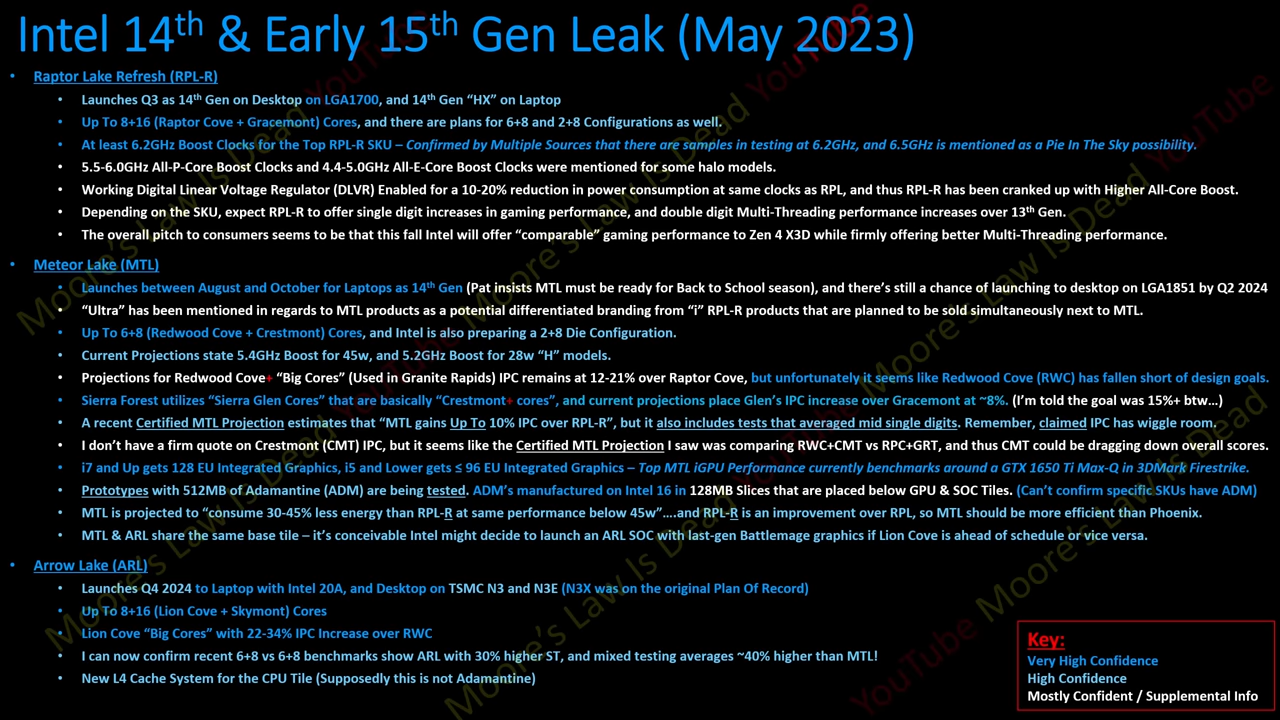 Intel 14th & Early 15th Gen Leak (May 2023)
• Raptor Lake Refresh (RPL-R)
• Launches Q3 as 14th Gen on Desktop on LGA1700, and 14th Gen “HX” on Laptop
• Up To 8+16 (Raptor Cove + Gracemont) Cores, and there are plans for 6+8 and 2+8 Configurations as well.
• At least 6.2GHz Boost Clocks for the Top RPL-R SKU – Confirmed by Multiple Sources that there are samples in testing at 6.2GHz, and 6.5GHz is mentioned as a Pie In The Sky possibility.
• 5.5-6.0GHz All-P-Core Boost Clocks and 4.4-5.0GHz All-E-Core Boost Clocks were mentioned for some halo models.
• Working Digital Linear Voltage Regulator (DLVR) Enabled for a 10-20% reduction in power consumption at same clocks as RPL, and thus RPL-R has been cranked up with Higher All-Core Boost.
• Depending on the SKU, expect RPL-R to offer single digit increases in gaming performance, and double digit Multi-Threading performance increases over 13th Gen.
• The overall pitch to consumers seems to be that this fall Intel will offer “comparable” gaming performance to Zen 4 X3D while firmly offering better Multi-Threading performance.
• Meteor Lake (MTL)
• Launches between August and October for Laptops as 14th Gen (Pat insists MTL must be ready for Back to School season), and there’s still a chance of launching to desktop on LGA1851 by Q2 2024
• “Ultra” has been mentioned in regards to MTL products as a potential differentiated branding from “i” RPL-R products that are planned to be sold simultaneously next to MTL.
• Up To 6+8 (Redwood Cove + Crestmont) Cores, and Intel is also preparing a 2+8 Die Configuration.
• Current Projections state 5.4GHz Boost for 45w, and 5.2GHz Boost for 28w “H” models.
• Projections for Redwood Cove+ “Big Cores” (Used in Granite Rapids) IPC remains at 12-21% over Raptor Cove, but unfortunately it seems like Redwood Cove (RWC) has fallen short of design goals.
• Sierra Forest utilizes “Sierra Glen Cores” that are basically “Crestmont+ cores”, and current projections place Glen’s IPC increase over Gracemont at ~8%. (I’m told the goal was 15%+ btw…)
• A recent Certified MTL Projection estimates that “MTL gains Up To 10% IPC over RPL-R”, but it also includes tests that averaged mid single digits. Remember, claimed IPC has wiggle room.
• I don’t have a firm quote on Crestmont (CMT) IPC, but it seems like the Certified MTL Projection I saw was comparing RWC+CMT vs RPC+GRT, and thus CMT could be dragging down overall scores.
• i7 and Up gets 128 EU Integrated Graphics, i5 and Lower gets ≤ 96 EU Integrated Graphics – Top MTL iGPU Performance currently benchmarks around a GTX 1650 Ti Max-Q in 3DMark Firestrike.
• Prototypes with 512MB of Adamantine (ADM) are being tested. ADM’s manufactured on Intel 16 in 128MB Slices that are placed below GPU & SOC Tiles. (Can’t confirm specific SKUs have ADM)
• MTL is projected to “consume 30-45% less energy than RPL-R at same performance below 45w”….and RPL-R is an improvement over RPL, so MTL should be more efficient than Phoenix.
• MTL & ARL share the same base tile – it’s conceivable Intel might decide to launch an ARL SOC with last-gen Battlemage graphics if Lion Cove is ahead of schedule or vice versa.
• Arrow Lake (ARL)
• Launches Q4 2024 to Laptop with Intel 20A, and Desktop on TSMC N3 and N3E (N3X was on the original Plan Of Record)
• Up To 8+16 (Lion Cove + Skymont) Cores
• Lion Cove “Big Cores” with 22-34% IPC Increase over RWC
• I can now confirm recent 6+8 vs 6+8 benchmarks show ARL with 30% higher ST, and mixed testing averages ~40% higher than MTL!
• New L4 Cache System for the CPU Tile (Supposedly this is not Adamantine)
Key:
Very High Confidence
High Confidence
Mostly Confident / Supplemental Info
Moore’s Law Is Dead YouTube
Moore’s Law Is Dead YouTube
Moore’s Law Is Dead YouTube
Moore’s Law Is Dead YouTube